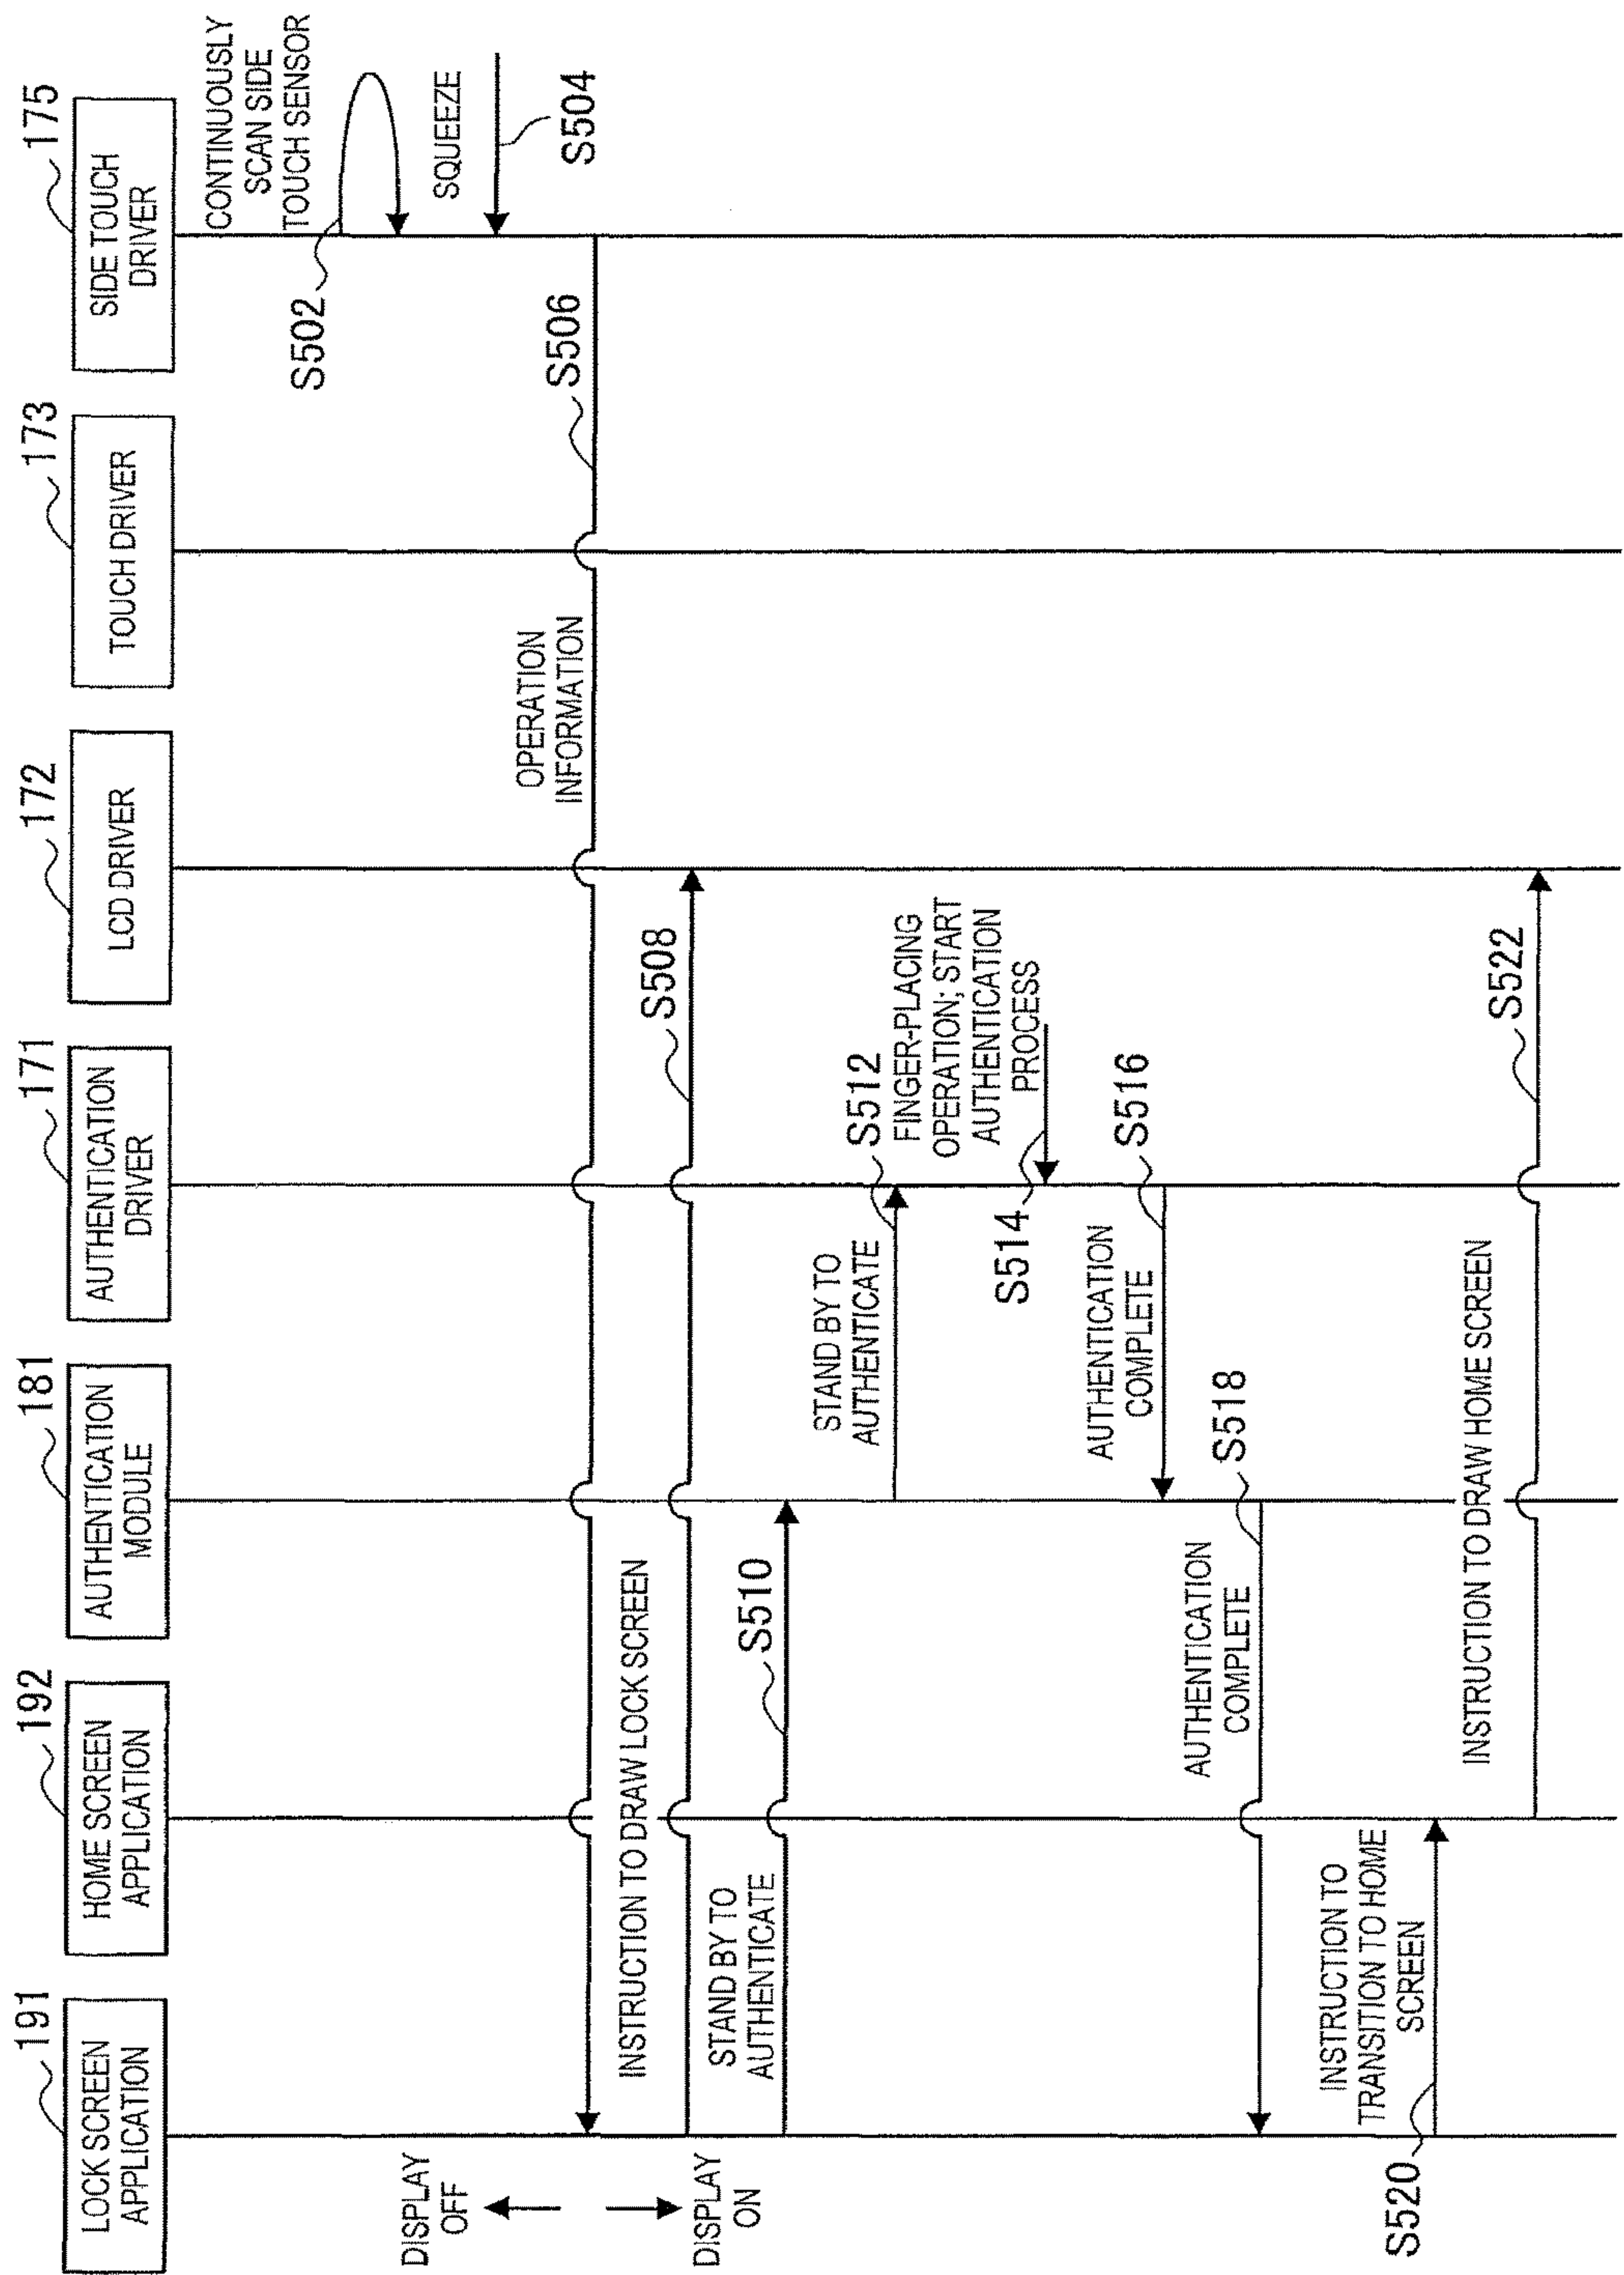 191
LOCK SCREEN
APPLICATION
192
HOME SCREEN
APPLICATION
181
AUTHENTICATION
MODULE
171
AUTHENTICATION
DRIVER
172
LCD DRIVER
173
TOUCH DRIVER
175
SIDE TOUCH
DRIVER
CONTINUOUSLY
SCAN SIDE
TOUCH SENSOR
S502
SQUEEZE
S504
DISPLAY
OFF
OPERATION
INFORMATION
S506
INSTRUCTION TO DRAW LOCK SCREEN
S508
DISPLAY
ON
STAND BY TO
AUTHENTICATE
S510
STAND BY TO
AUTHENTICATE
S512
FINGER-PLACING
OPERATION; START
AUTHENTICATION
PROCESS
S514
AUTHENTICATION
COMPLETE
S516
AUTHENTICATION
COMPLETE
S518
INSTRUCTION TO
TRANSITION TO HOME
SCREEN
S520
INSTRUCTION TO DRAW HOME SCREEN
S522